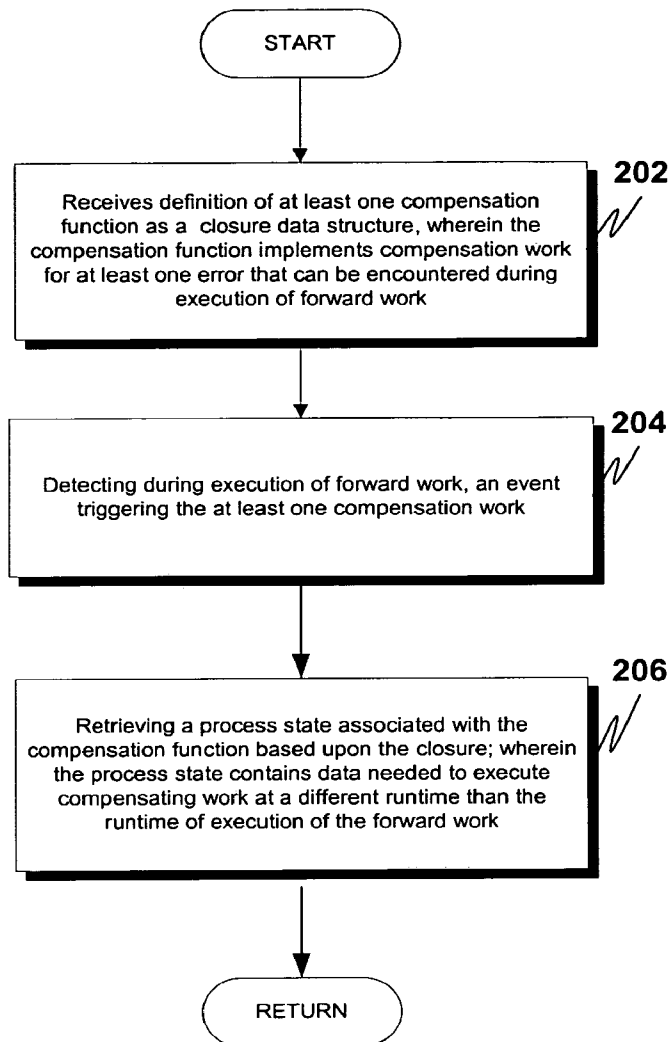 START
202
Receives definition of at least one compensation
function as a closure data structure, wherein the
compensation function implements compensation work
for at least one error that can be encountered during
execution of forward work
204
Detecting during execution of forward work, an event
triggering the at least one compensation work
206
Retrieving a process state associated with the
compensation function based upon the closure; wherein
the process state contains data needed to execute
compensating work at a different runtime than the
runtime of execution of the forward work
RETURN